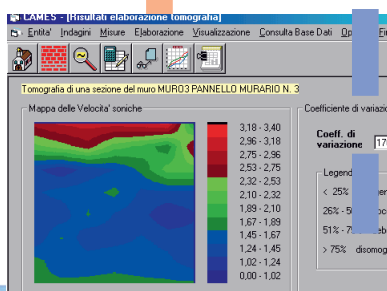 CAMES - [Risultati elaborazione tomografia]
Entita' Indagini Misure Elaborazione Visualizzazione Consulta Base Dati
Tomografia di una sezione del muro MURO3 PANNELLO MURARIO N. 3
Mappa delle Velocita' soniche
3,18 - 3,40
2,96 - 3,18
2,75 - 2,96
2,53 - 2,75
2,32 - 2,53
2,10 - 2,32
1,89 - 2,10
1,67 - 1,89
1,45 - 1,67
1,24 - 1,45
1,02 - 1,24
0,00 - 1,02
Coefficiente di
Coeff. di
variazione
< 25%
26% -
51% -
> 75% disomog